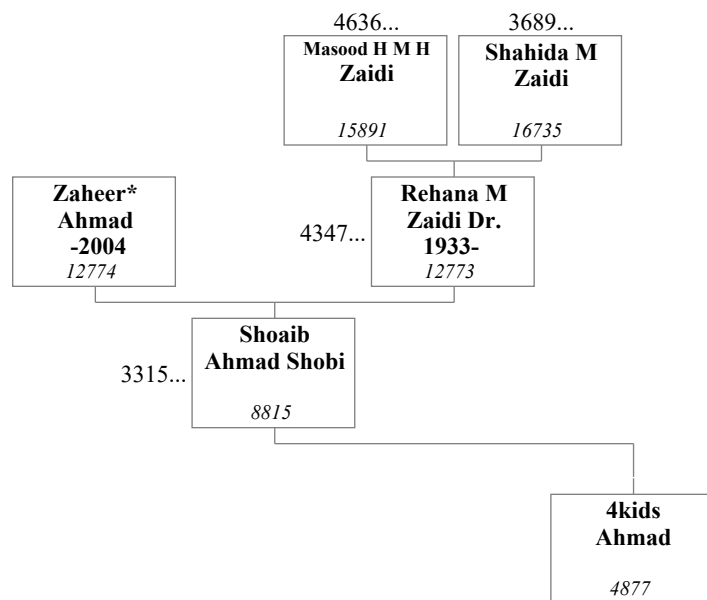 4636...
3689...
Masood H M H
Zaidi
15891
Shahida M
Zaidi
16735
Zaheer*
Ahmad
-2004
12774
4347...
Rehana M
Zaidi Dr.
1933-
12773
3315...
Shoaib
Ahmad Shobi
8815
4kids
Ahmad
4877